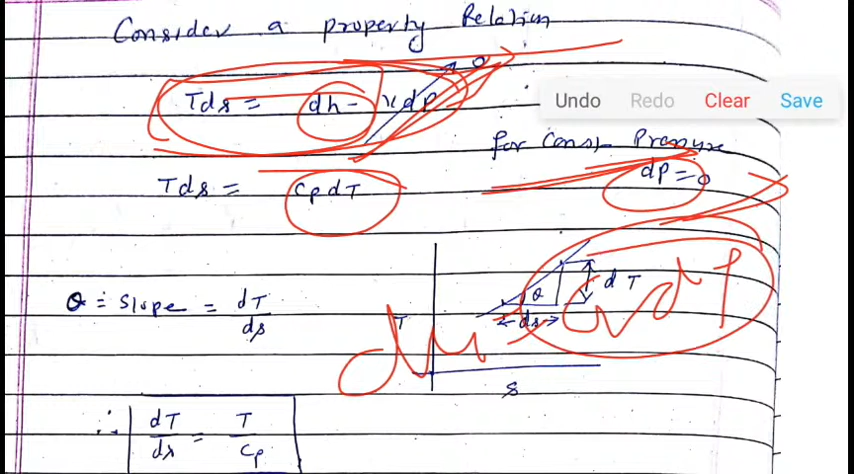 Consider a property Relation
Tds = dh - vdp 0
Undo Redo Clear Save
for const Pressure
dP = 0
Tds = CpdT
θ = Slope = dT/ds
T
θ
dT
ds
s
∴ dT/ds = T/Cp